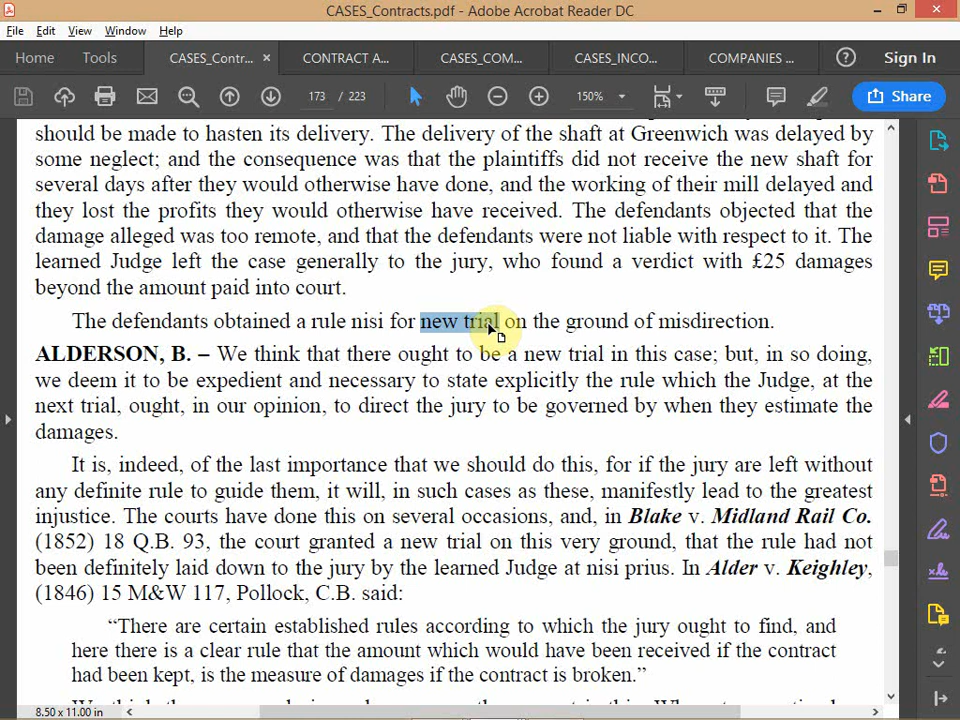 CASES_Contracts.pdf - Adobe Acrobat Reader DC
File Edit View Window Help
Home Tools CASES_Contr... × CONTRACT A... CASES_COM... CASES_INCO... COMPANIES ... Sign In
173 / 223 150% Share
should be made to hasten its delivery. The delivery of the shaft at Greenwich was delayed by
some neglect; and the consequence was that the plaintiffs did not receive the new shaft for
several days after they would otherwise have done, and the working of their mill delayed and
they lost the profits they would otherwise have received. The defendants objected that the
damage alleged was too remote, and that the defendants were not liable with respect to it. The
learned Judge left the case generally to the jury, who found a verdict with £25 damages
beyond the amount paid into court.
The defendants obtained a rule nisi for new trial on the ground of misdirection.
ALDERSON, B. – We think that there ought to be a new trial in this case; but, in so doing,
we deem it to be expedient and necessary to state explicitly the rule which the Judge, at the
next trial, ought, in our opinion, to direct the jury to be governed by when they estimate the
damages.
It is, indeed, of the last importance that we should do this, for if the jury are left without
any definite rule to guide them, it will, in such cases as these, manifestly lead to the greatest
injustice. The courts have done this on several occasions, and, in Blake v. Midland Rail Co.
(1852) 18 Q.B. 93, the court granted a new trial on this very ground, that the rule had not
been definitely laid down to the jury by the learned Judge at nisi prius. In Alder v. Keighley,
(1846) 15 M&W 117, Pollock, C.B. said:
“There are certain established rules according to which the jury ought to find, and
here there is a clear rule that the amount which would have been received if the contract
had been kept, is the measure of damages if the contract is broken.”
8.50 x 11.00 in